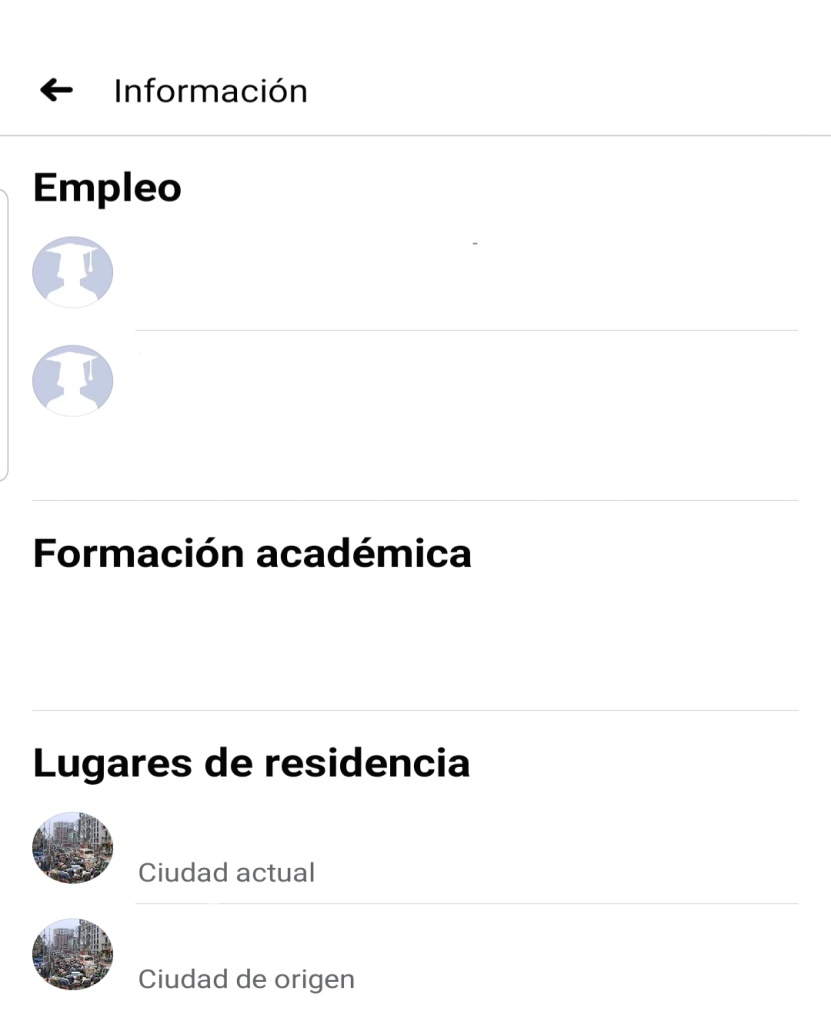 Información
Empleo
Formación académica
Lugares de residencia
Ciudad actual
Ciudad de origen